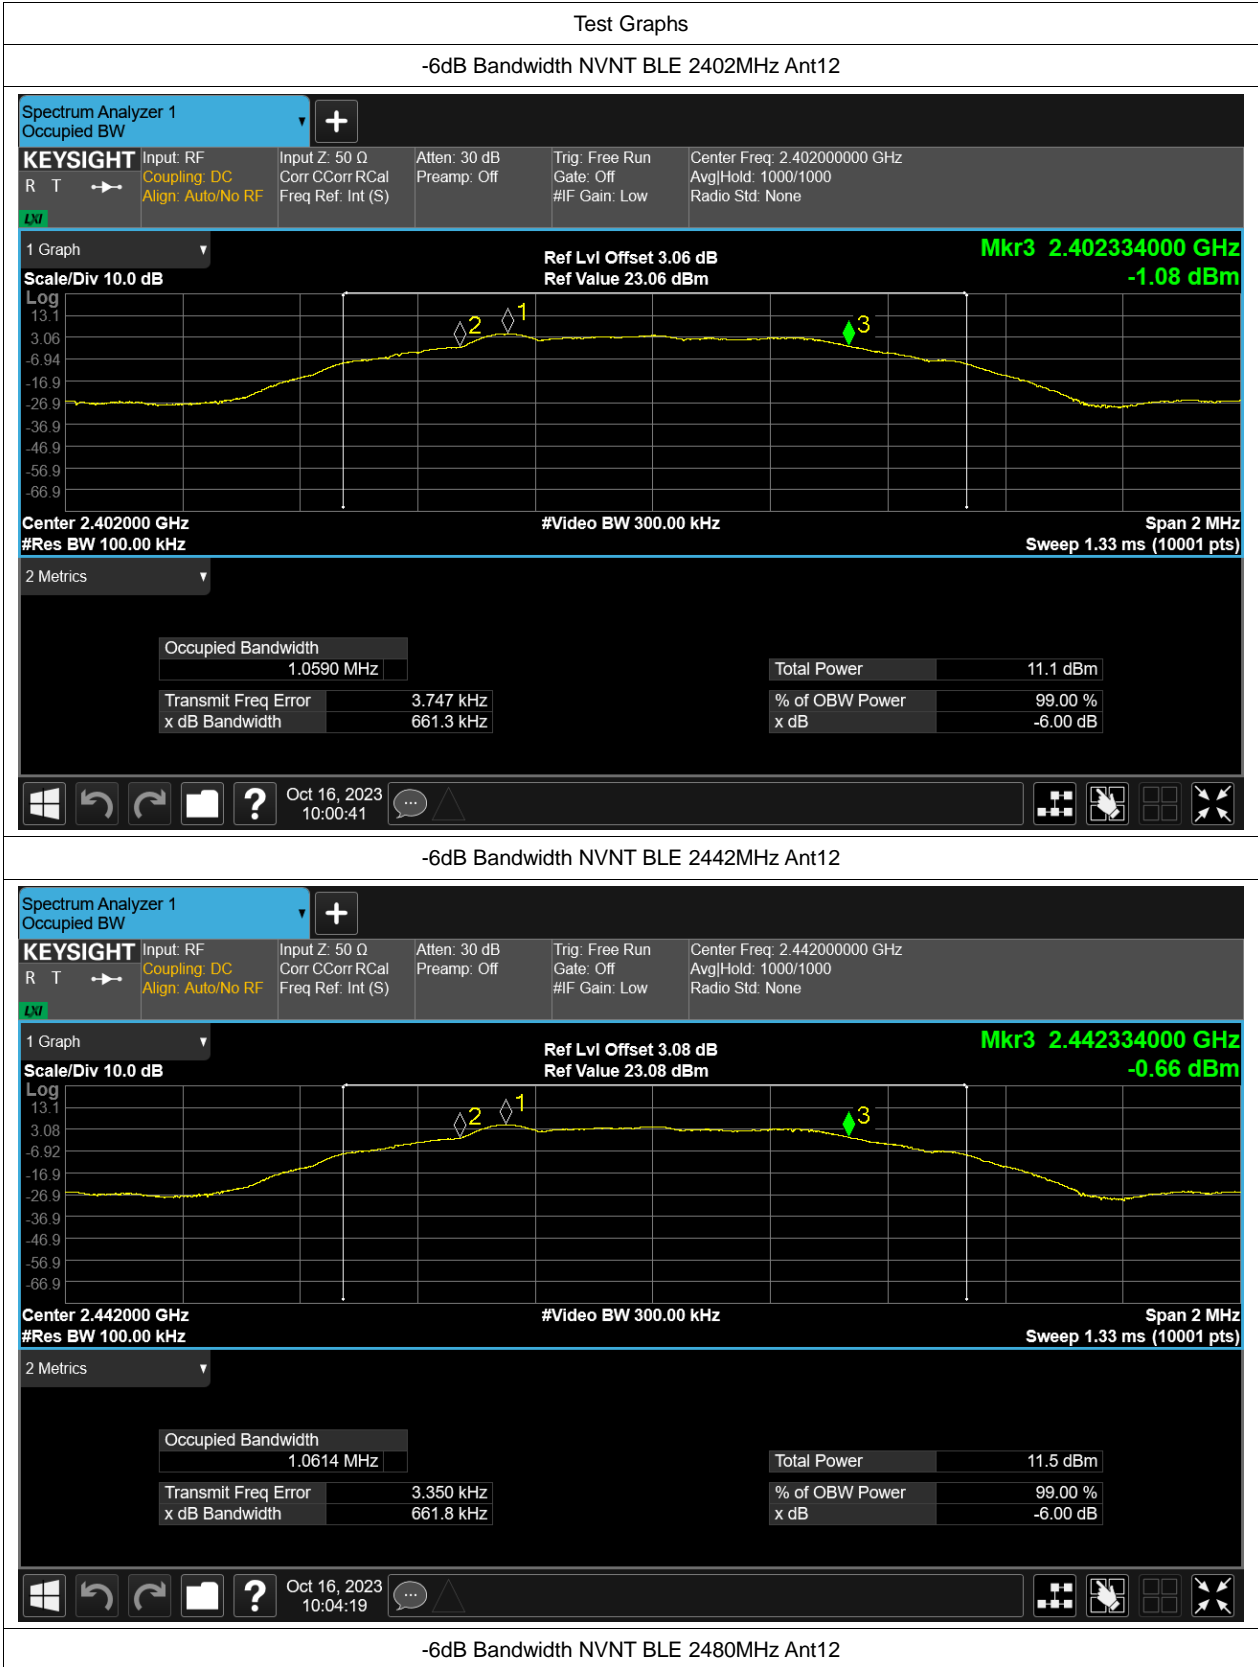 Test Graphs
-6dB Bandwidth NVNT BLE 2402MHz Ant12
Spectrum Analyzer 1
Occupied BW
KEYSIGHT Input: RF Input Z: 50 Ω Atten: 30 dB Trig: Free Run Center Freq: 2.402000000 GHz
R T Coupling: DC Corr CCorr RCal Preamp: Off Gate: Off Avg|Hold: 1000/1000
Align: Auto/No RF Freq Ref: Int (S) #IF Gain: Low Radio Std: None
LXI
1 Graph Ref Lvl Offset 3.06 dB Mkr3 2.402334000 GHz
Scale/Div 10.0 dB Ref Value 23.06 dBm -1.08 dBm
Log
13.1
3.06
-6.94
-16.9
-26.9
-36.9
-46.9
-56.9
-66.9
2 1 3
Center 2.402000 GHz #Video BW 300.00 kHz Span 2 MHz
#Res BW 100.00 kHz Sweep 1.33 ms (10001 pts)
2 Metrics
Occupied Bandwidth
1.0590 MHz Total Power 11.1 dBm
Transmit Freq Error 3.747 kHz % of OBW Power 99.00 %
x dB Bandwidth 661.3 kHz x dB -6.00 dB
Oct 16, 2023
10:00:41
-6dB Bandwidth NVNT BLE 2442MHz Ant12
Spectrum Analyzer 1
Occupied BW
KEYSIGHT Input: RF Input Z: 50 Ω Atten: 30 dB Trig: Free Run Center Freq: 2.442000000 GHz
R T Coupling: DC Corr CCorr RCal Preamp: Off Gate: Off Avg|Hold: 1000/1000
Align: Auto/No RF Freq Ref: Int (S) #IF Gain: Low Radio Std: None
LXI
1 Graph Ref Lvl Offset 3.08 dB Mkr3 2.442334000 GHz
Scale/Div 10.0 dB Ref Value 23.08 dBm -0.66 dBm
Log
13.1
3.08
-6.92
-16.9
-26.9
-36.9
-46.9
-56.9
-66.9
2 1 3
Center 2.442000 GHz #Video BW 300.00 kHz Span 2 MHz
#Res BW 100.00 kHz Sweep 1.33 ms (10001 pts)
2 Metrics
Occupied Bandwidth
1.0614 MHz Total Power 11.5 dBm
Transmit Freq Error 3.350 kHz % of OBW Power 99.00 %
x dB Bandwidth 661.8 kHz x dB -6.00 dB
Oct 16, 2023
10:04:19
-6dB Bandwidth NVNT BLE 2480MHz Ant12